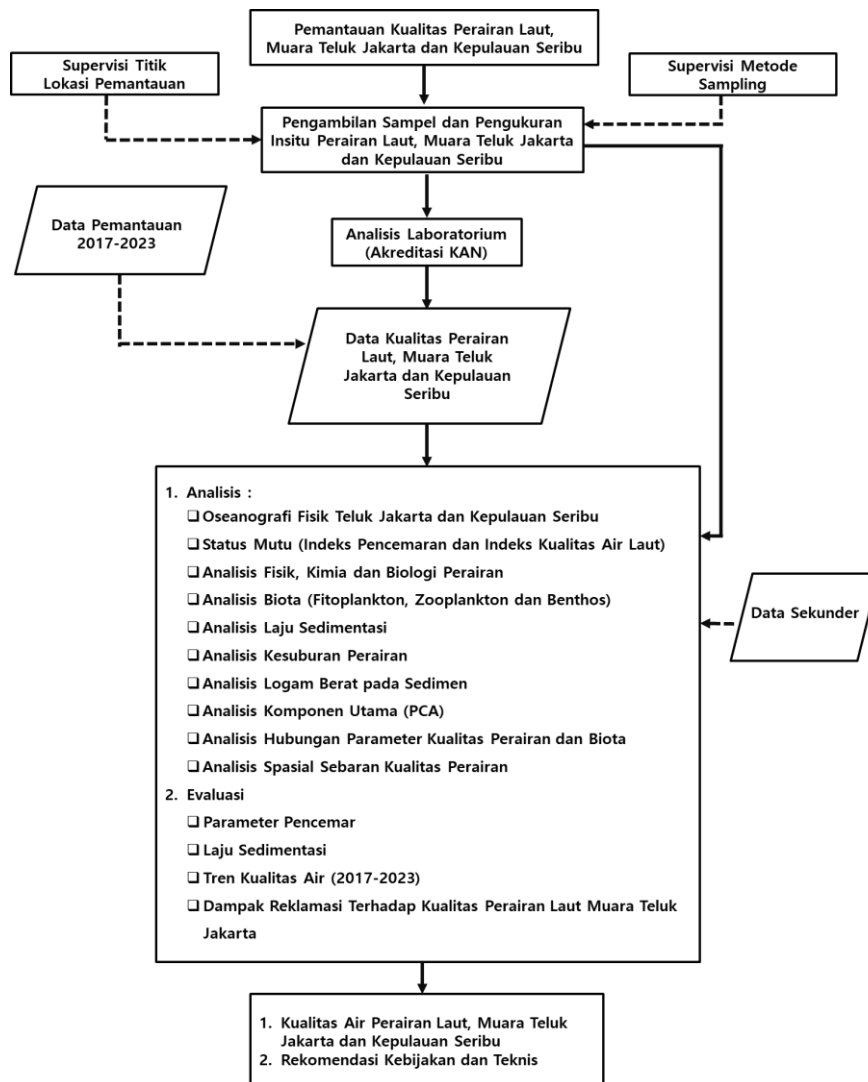 Pemantauan Kualitas Perairan Laut,
Muara Teluk Jakarta dan Kepulauan Seribu
Supervisi Titik
Lokasi Pemantauan
Supervisi Metode
Sampling
Pengambilan Sampel dan Pengukuran
Insitu Perairan Laut, Muara Teluk Jakarta
dan Kepulauan Seribu
Data Pemantauan
2017-2023
Analisis Laboratorium
(Akreditasi KAN)
Data Kualitas Perairan
Laut, Muara Teluk
Jakarta dan Kepulauan
Seribu
1. Analisis :
❑ Oseanografi Fisik Teluk Jakarta dan Kepulauan Seribu
❑ Status Mutu (Indeks Pencemaran dan Indeks Kualitas Air Laut)
❑ Analisis Fisik, Kimia dan Biologi Perairan
❑ Analisis Biota (Fitoplankton, Zooplankton dan Benthos)
❑ Analisis Laju Sedimentasi
❑ Analisis Kesuburan Perairan
❑ Analisis Logam Berat pada Sedimen
❑ Analisis Komponen Utama (PCA)
❑ Analisis Hubungan Parameter Kualitas Perairan dan Biota
❑ Analisis Spasial Sebaran Kualitas Perairan
2. Evaluasi
❑ Parameter Pencemar
❑ Laju Sedimentasi
❑ Tren Kualitas Air (2017-2023)
❑ Dampak Reklamasi Terhadap Kualitas Perairan Laut Muara Teluk
Jakarta
Data Sekunder
1. Kualitas Air Perairan Laut, Muara Teluk
Jakarta dan Kepulauan Seribu
2. Rekomendasi Kebijakan dan Teknis